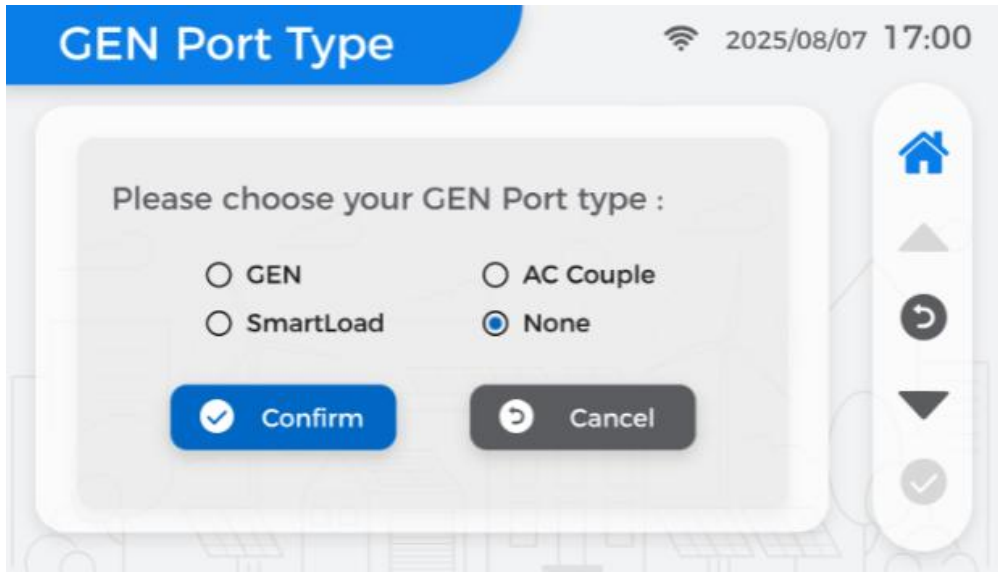 GEN Port Type
2025/08/07 17:00
Please choose your GEN Port type :
GEN
AC Couple
SmartLoad
None
Confirm
Cancel